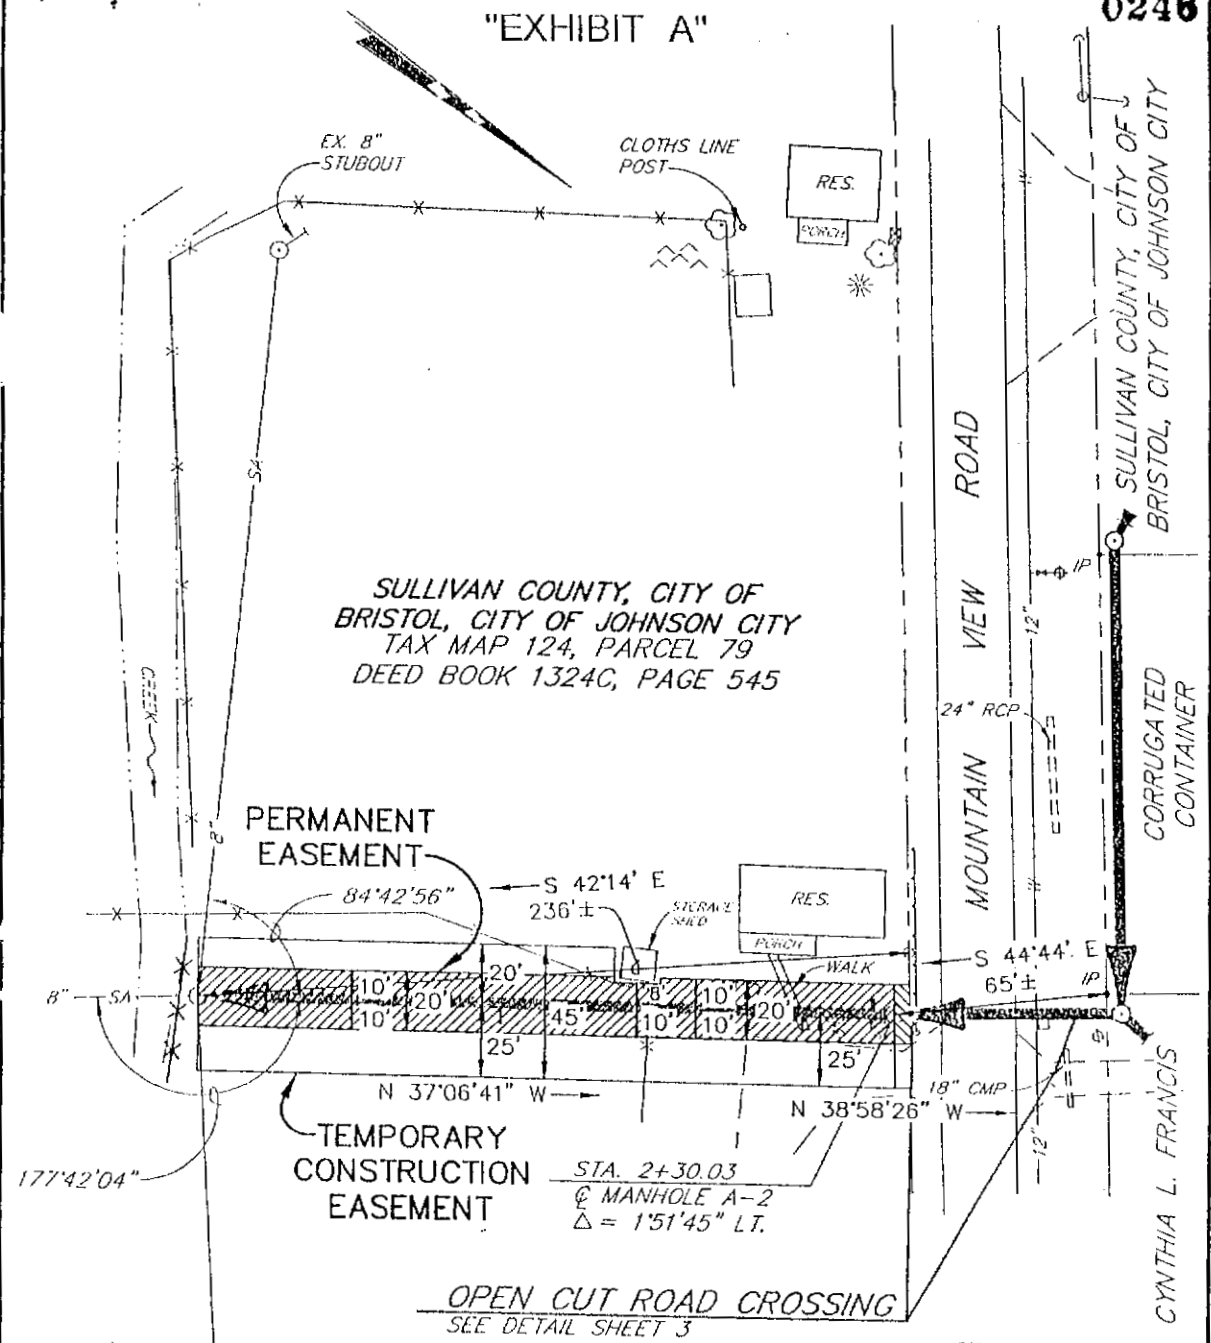 "EXHIBIT A"
0246
EX. 8"
STUBOUT
CLOTHS LINE
POST
RES.
PORCH
SULLIVAN COUNTY, CITY OF
BRISTOL, CITY OF JOHNSON CITY
SA
MOUNTAIN VIEW ROAD
IP
12"
SULLIVAN COUNTY, CITY OF
BRISTOL, CITY OF JOHNSON CITY
TAX MAP 124, PARCEL 79
DEED BOOK 1324C, PAGE 545
CREEK
24" RCP
CORRUGATED
CONTAINER
8"
PERMANENT
EASEMENT
84°42'56"
S 42°14' E
236'±
STORAGE
SHED
RES.
PORCH
WALK
S 44°44' E
65'±
IP
8" SA
10'
10'
20'
20'
45'
25'
8'
10'
10'
10'
20'
25'
N 37°06'41" W
18" CMP
N 38°58'26" W
12"
TEMPORARY
CONSTRUCTION
EASEMENT
177°42'04"
STA. 2+30.03
℄ MANHOLE A-2
Δ = 1°51'45" LT.
CYNTHIA L. FRANCIS
OPEN CUT ROAD CROSSING
SEE DETAIL SHEET 3